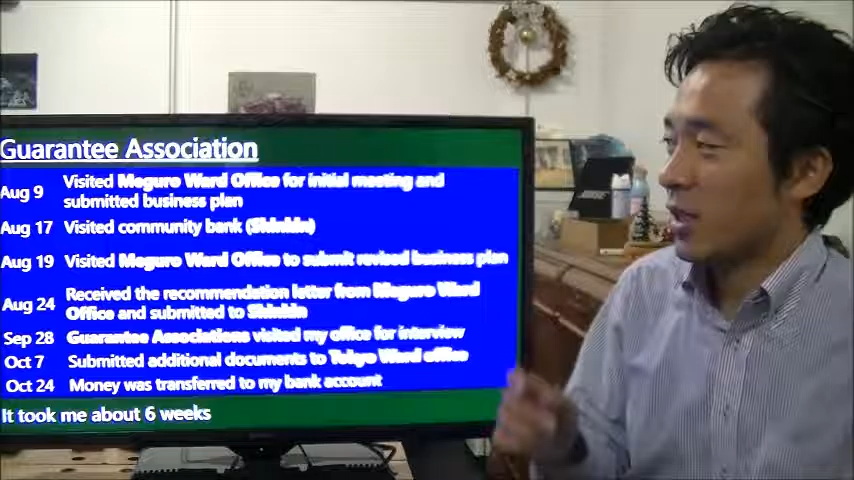 Guarantee Association
Aug 9 Visited Meguro Ward Office for initial meeting and
submitted business plan
Aug 17 Visited community bank (Shinkin)
Aug 19 Visited Meguro Ward Office to submit revised business plan
Aug 24 Received the recommendation letter from Meguro Ward
Office and submitted to Shinkin
Sep 28 Guarantee Associations visited my office for interview
Oct 7 Submitted additional documents to Tokyo Ward office
Oct 24 Money was transferred to my bank account
It took me about 6 weeks
BOSE